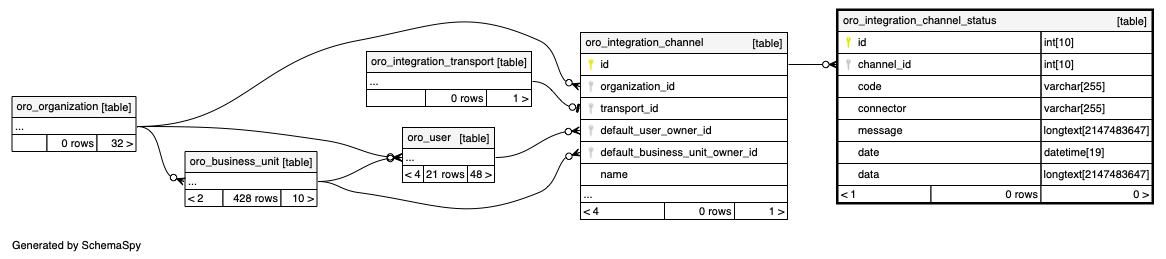 oro_organization [table]
...
0 rows 32 >
oro_business_unit [table]
...
< 2 428 rows 10 >
oro_integration_transport [table]
...
0 rows 1 >
oro_user [table]
...
< 4 21 rows 48 >
oro_integration_channel [table]
id
organization_id
transport_id
default_user_owner_id
default_business_unit_owner_id
name
...
< 4 0 rows 1 >
oro_integration_channel_status [table]
id int[10]
channel_id int[10]
code varchar[255]
connector varchar[255]
message longtext[2147483647]
date datetime[19]
data longtext[2147483647]
< 1 0 rows 0 >
Generated by SchemaSpy